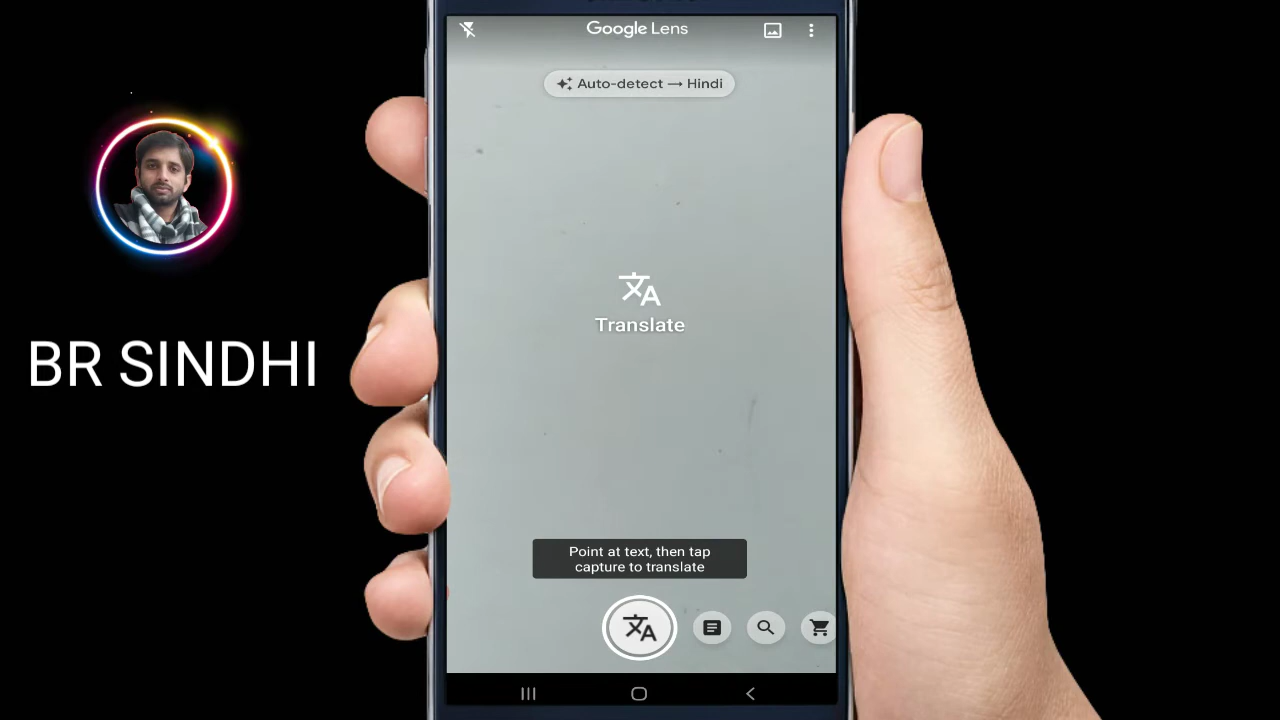 Google Lens
Auto-detect → Hindi
Translate
BR SINDHI
Point at text, then tap
capture to translate